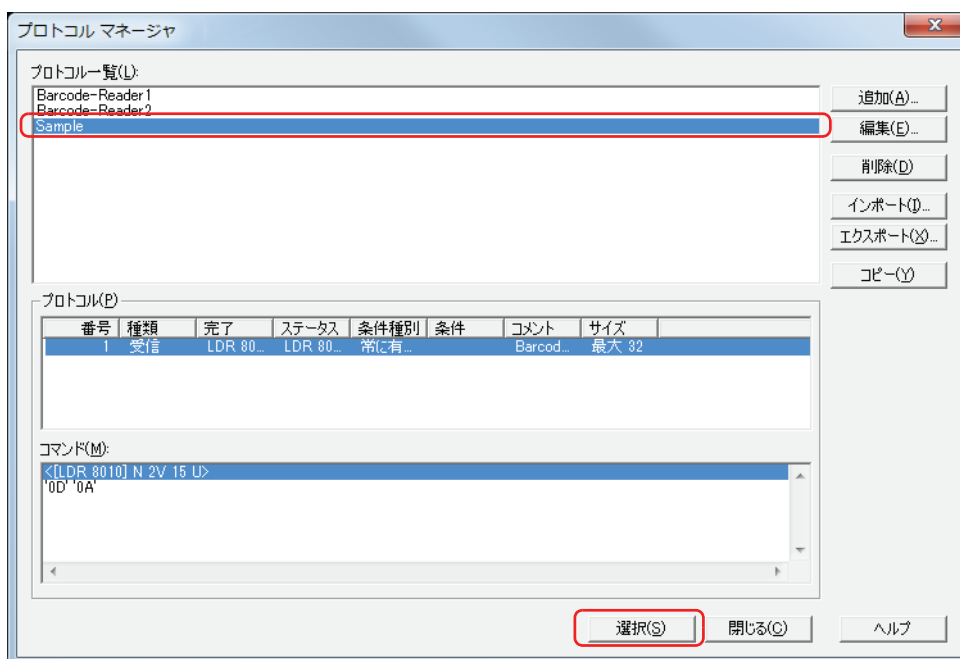 プロトコル マネージャ
プロトコル一覧(L):
Barcode-Reader1
Barcode-Reader2
Sample
追加(A)...
編集(E)...
削除(D)
インポート(I)...
エクスポート(X)...
コピー(Y)
プロトコル(P)
番号 種類 完了 ステータス 条件種別 条件 コメント サイズ
1 受信 LDR 80... LDR 80... 常に有... Barcod... 最大 32
コマンド(M):
<[LDR 8010] N 2V 15 U>
'0D' '0A'
選択(S) 閉じる(C) ヘルプ